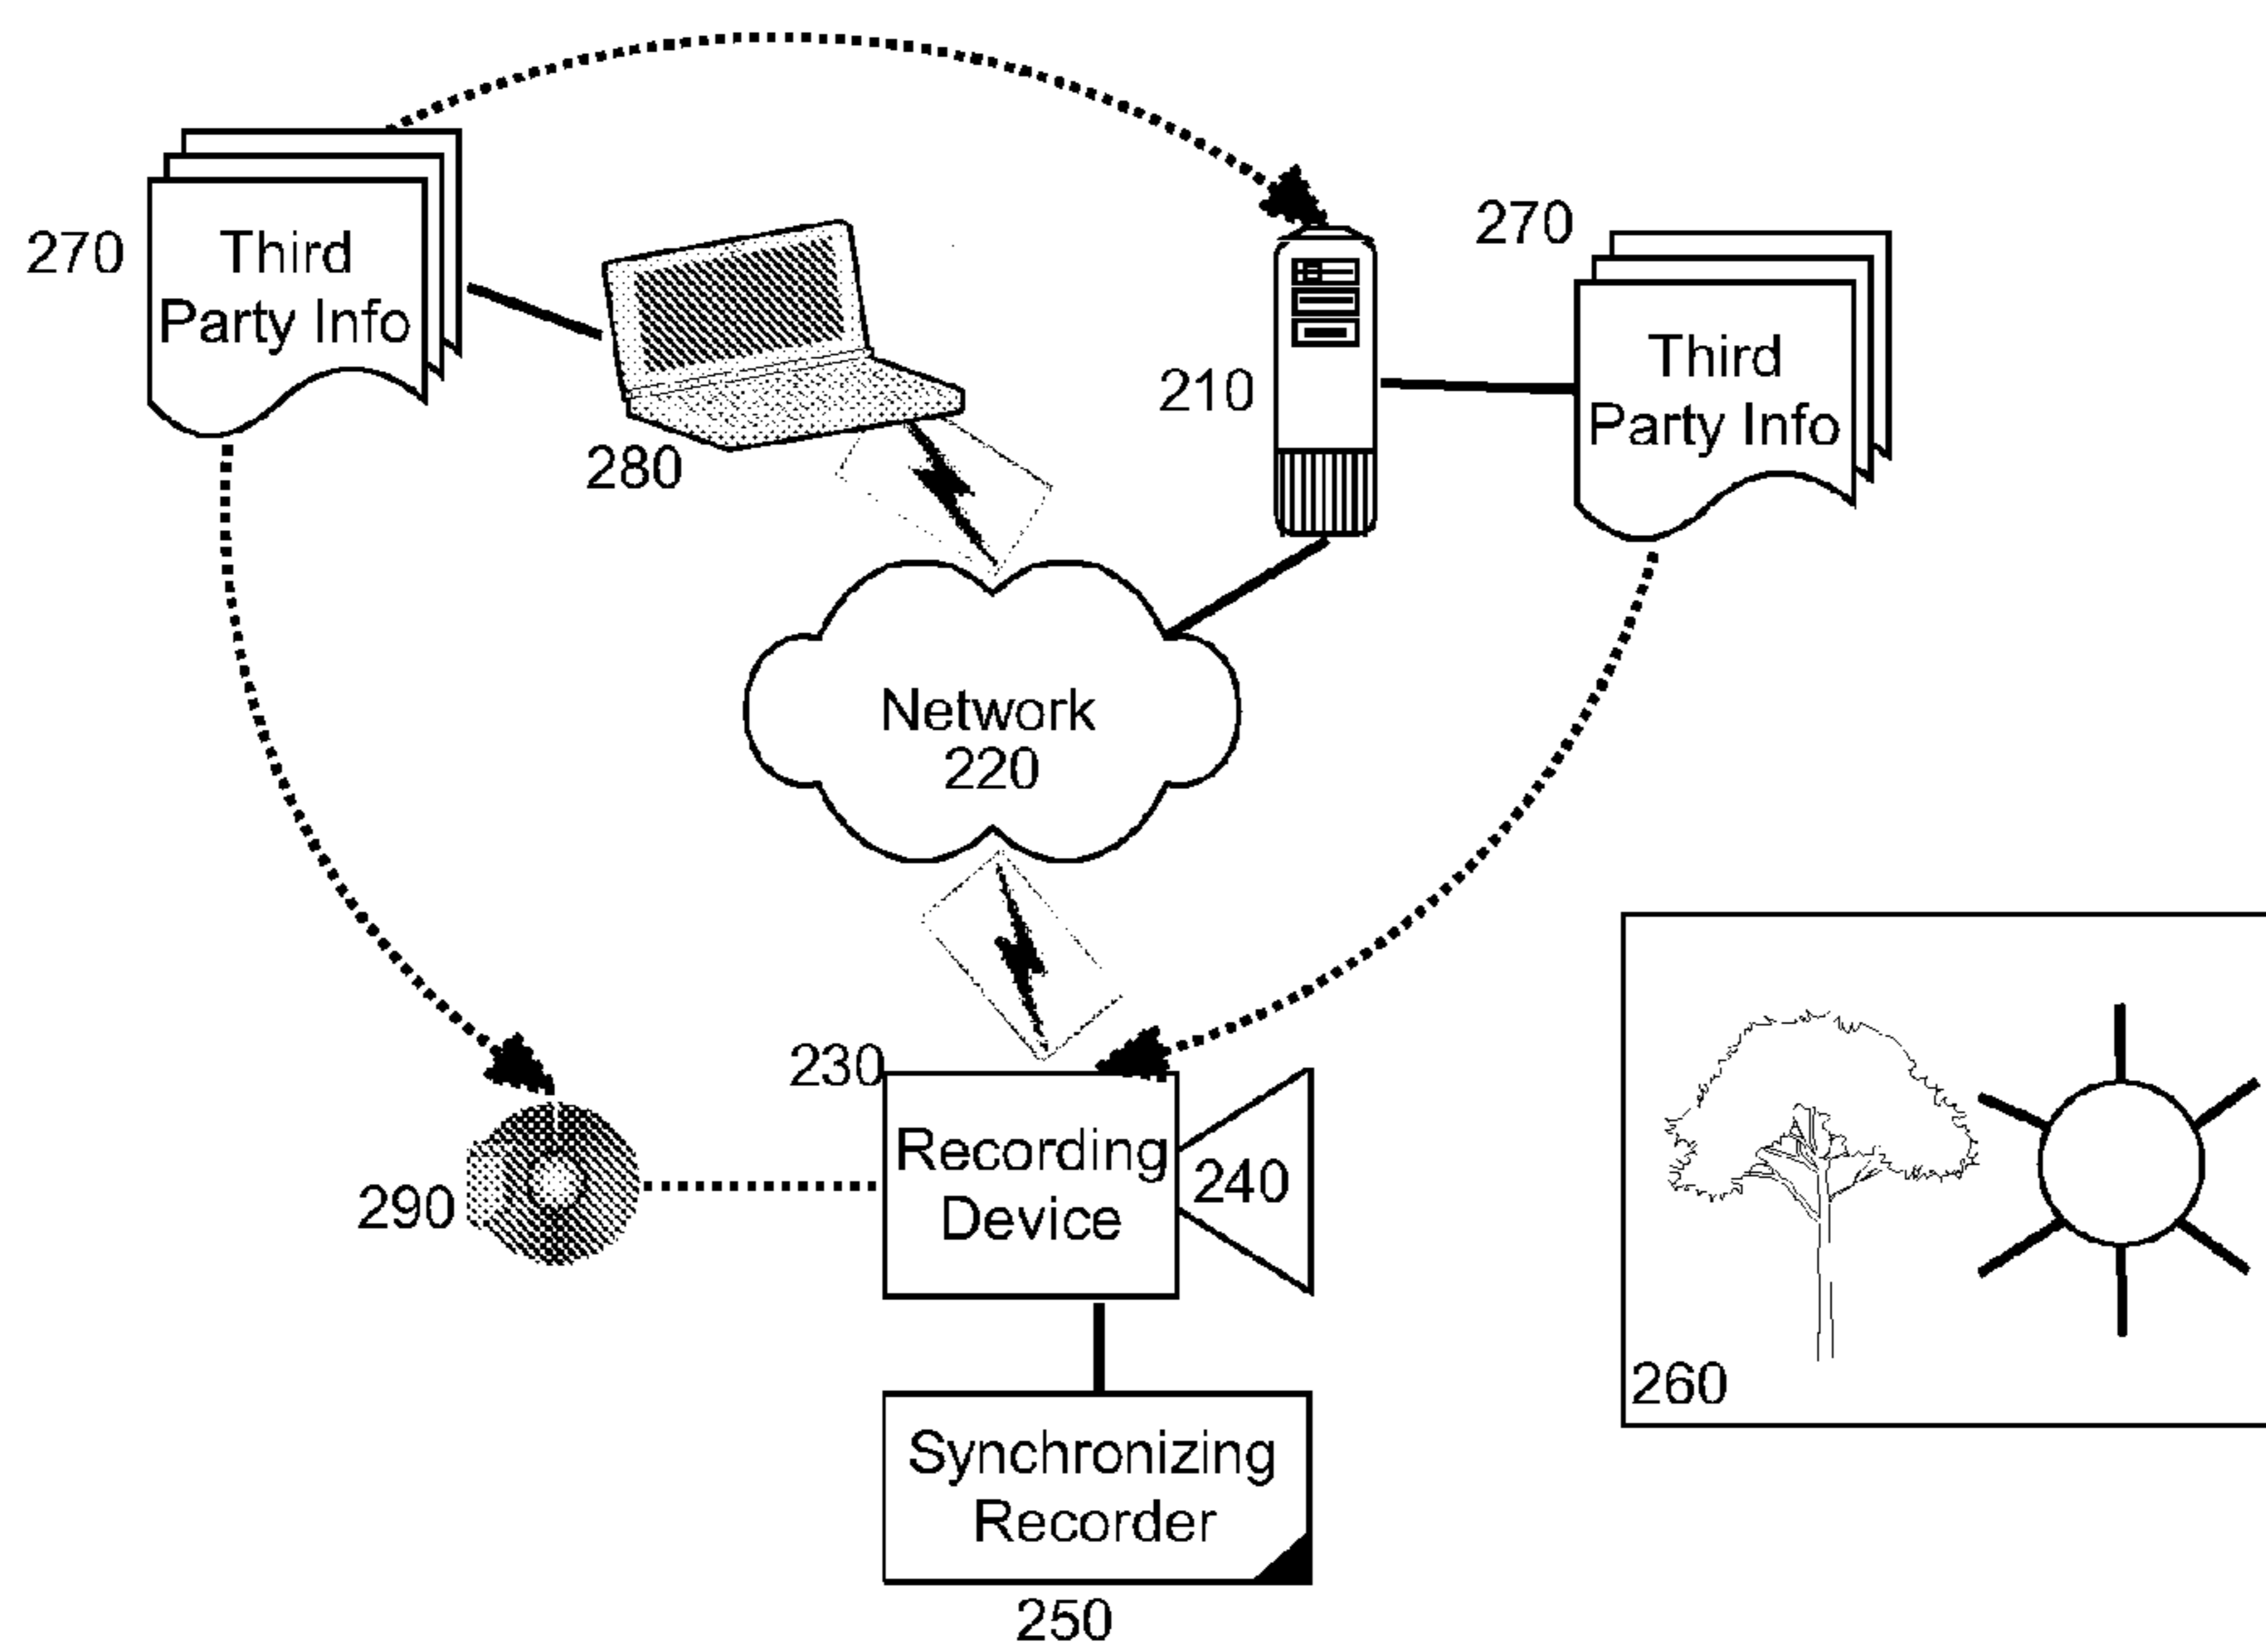 270
Third
Party Info
280
210
270
Third
Party Info
Network
220
230
Recording
Device
240
290
260
Synchronizing
Recorder
250